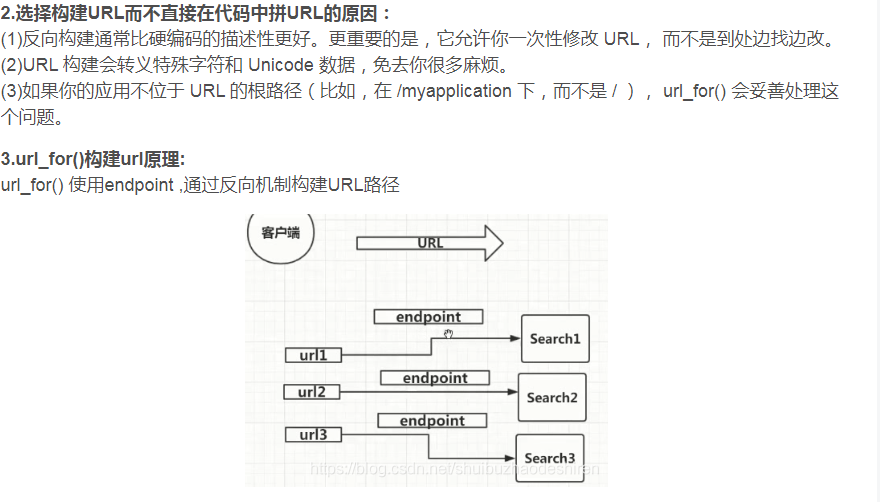 2.选择构建URL而不直接在代码中拼URL的原因：
(1)反向构建通常比硬编码的描述性更好。更重要的是，它允许你一次性修改 URL， 而不是到处边找边改。
(2)URL 构建会转义特殊字符和 Unicode 数据，免去你很多麻烦。
(3)如果你的应用不位于 URL 的根路径（比如，在 /myapplication 下，而不是 / ）， url_for() 会妥善处理这
个问题。
3.url_for()构建url原理:
url_for() 使用endpoint ,通过反向机制构建URL路径
客户端
URL
endpoint
Search1
url1
endpoint
url2
Search2
endpoint
url3
Search3
https://blog.csdn.net/shuibuzhaodeshiren